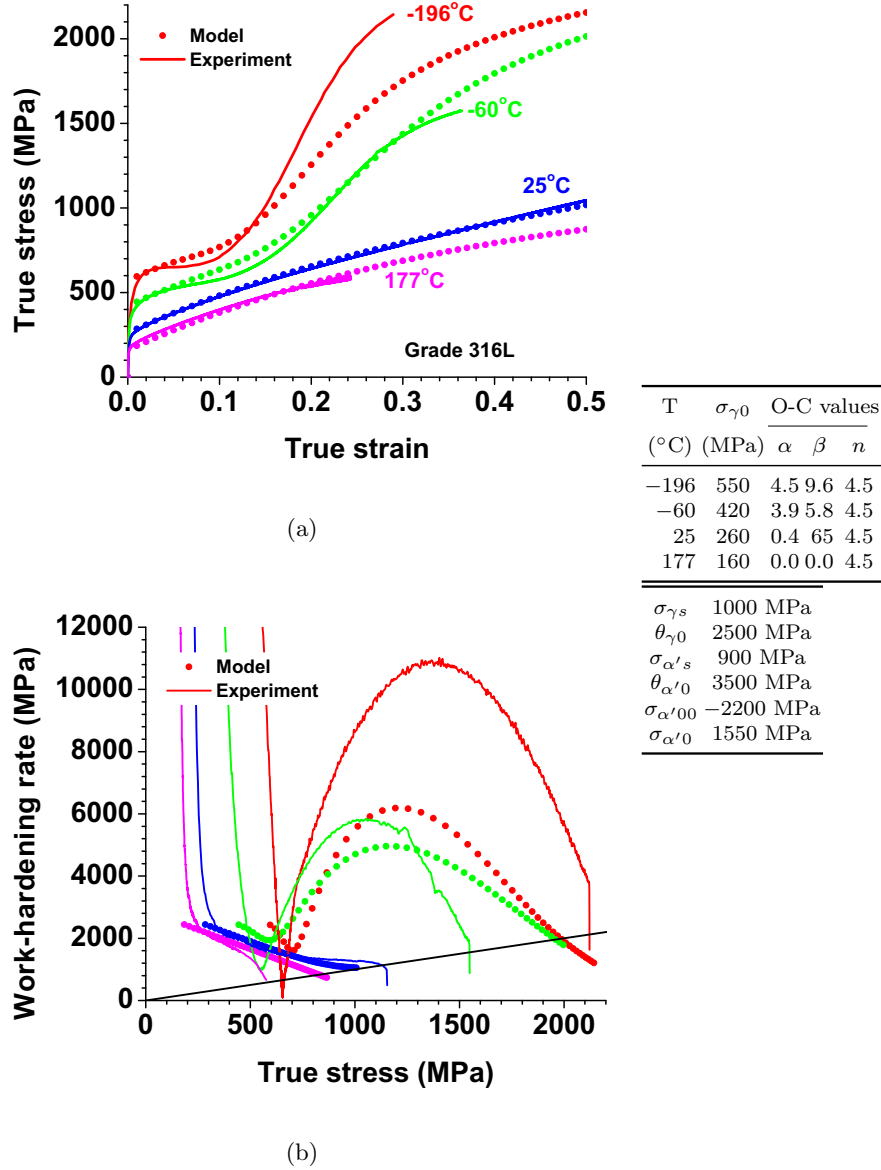 2000
1500
1000
500
0
True stress (MPa)
Model
Experiment
-196°C
-60°C
25°C
177°C
Grade 316L
0.0 0.1 0.2 0.3 0.4 0.5
True strain
(a)
T σγ0 O-C values
(°C) (MPa) α β n
−196 550 4.5 9.6 4.5
−60 420 3.9 5.8 4.5
25 260 0.4 65 4.5
177 160 0.0 0.0 4.5
σγs 1000 MPa
θγ0 2500 MPa
σα′s 900 MPa
θα′0 3500 MPa
σα′00 −2200 MPa
σα′0 1550 MPa
12000
10000
8000
6000
4000
2000
0
Work-hardening rate (MPa)
Model
Experiment
0 500 1000 1500 2000
True stress (MPa)
(b)